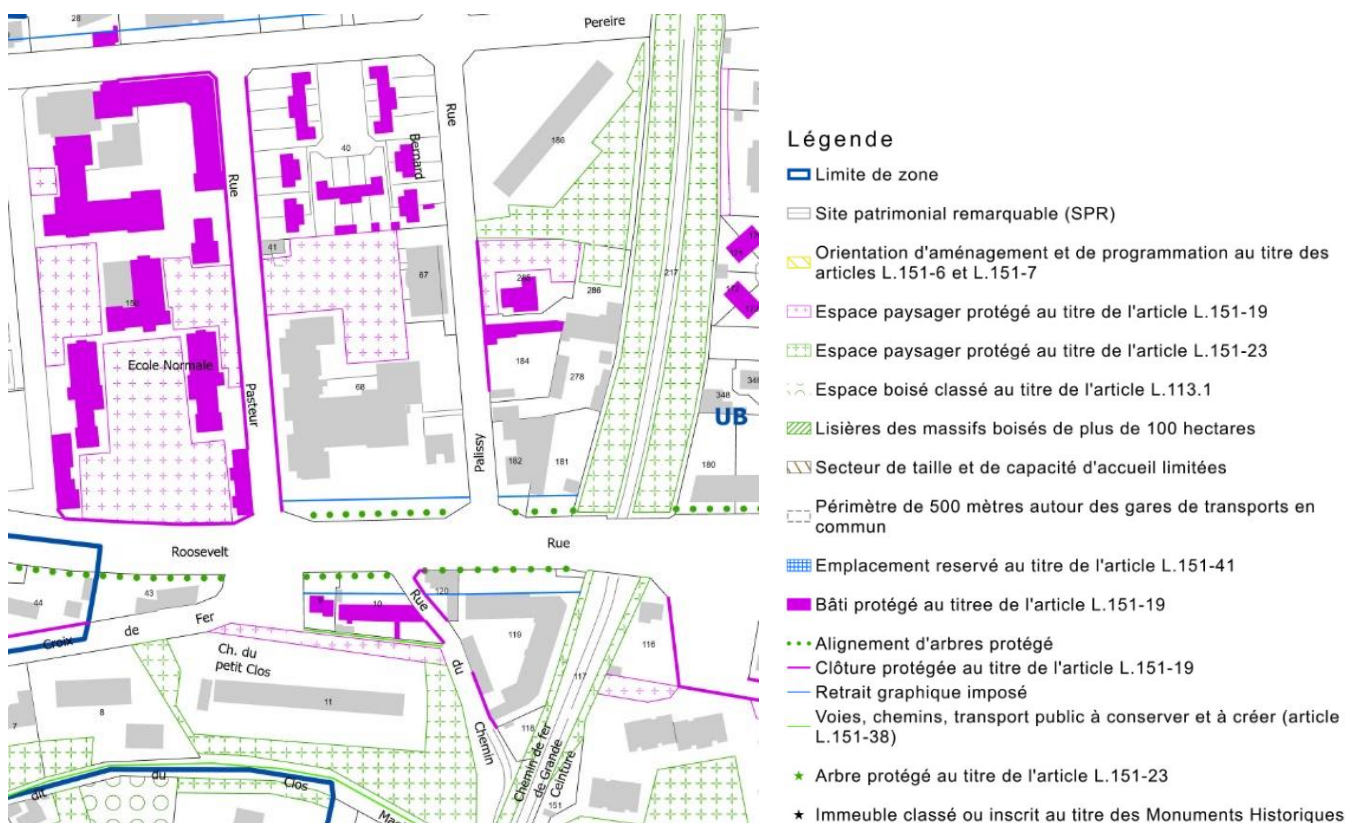 28
Pereire
Rue
Bernard
40
186
Rue
41
67
217
285
286
150
Ecole Normale
184
278
68
Pasteur
348
UB
Palissy
182
181
180
Roosevelt
Rue
44
43
Fer
de
Croix
10
Rue
120
119
116
du
Ch. du
petit Clos
11
117
8
7
118
Chemin
Chemin de fer
de Grande
Ceinture
151
dit
du
Clos
Légende
Limite de zone
Site patrimonial remarquable (SPR)
Orientation d'aménagement et de programmation au titre des
articles L.151-6 et L.151-7
Espace paysager protégé au titre de l'article L.151-19
Espace paysager protégé au titre de l'article L.151-23
Espace boisé classé au titre de l'article L.113.1
Lisières des massifs boisés de plus de 100 hectares
Secteur de taille et de capacité d'accueil limitées
Périmètre de 500 mètres autour des gares de transports en
commun
Emplacement reservé au titre de l'article L.151-41
Bâti protégé au titree de l'article L.151-19
Alignement d'arbres protégé
Clôture protégée au titre de l'article L.151-19
Retrait graphique imposé
Voies, chemins, transport public à conserver et à créer (article
L.151-38)
Arbre protégé au titre de l'article L.151-23
Immeuble classé ou inscrit au titre des Monuments Historiques